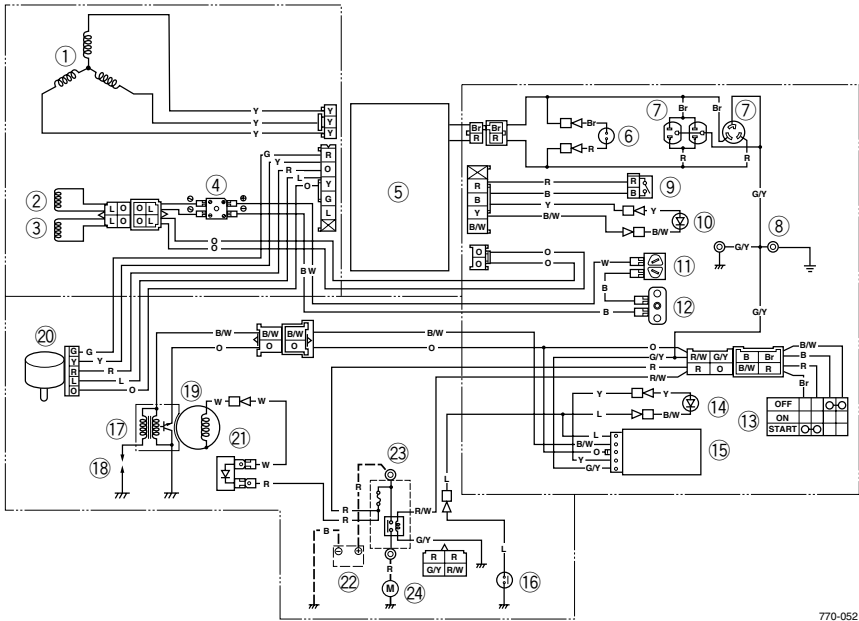 1
Y
Y
Y
Y
Y
Y
G
Y
R
L
O
R
O
Y
G
L
2
3
4
L O O L
L O O L
⊖
⊖
⊕
⊖
O
O
B/W
5
Br
R
Br
R
Br
R
6
7
Br
Br
7
R
R
R
B
Y
B/W
R
B
Y
B/W
R
B
9
Y
B/W
10
G/Y
G/Y
8
G/Y
O
O
O
O
W
11
B
B
12
20
G
Y
R
L
O
G
Y
R
L
O
B/W
O
B/W
O
B/W
O
B/W
O
O
G/Y
R
R/W
R/W G/Y
R O
B Br
B/W R
B/W
B
R
Br
OFF
ON
START
13
17
19
18
W
W
21
W
R
R
R
23
R
B
22
R/W
G/Y
R R
G/Y R/W
R
M
24
L
L
16
L
B/W
O
Y
G/Y
Y
Y
L
B/W
14
15
770-052